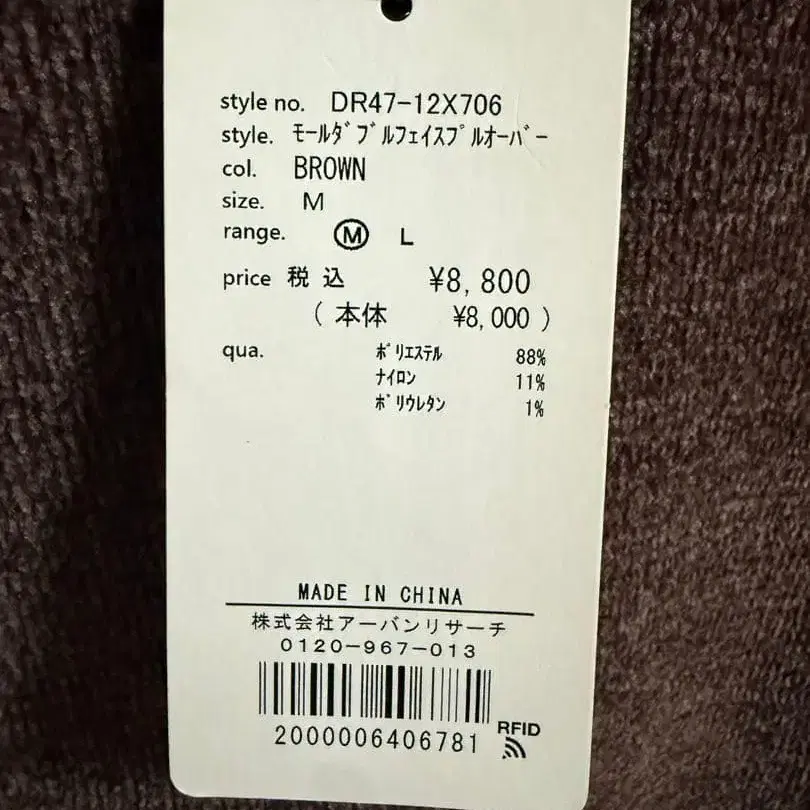 style no. DR47-12X706
style. ﾓｰﾙﾀﾞﾌﾞﾙﾌｪｲｽﾌﾟﾙｵｰﾊﾞｰ
col. BROWN
size. M
range. Ⓜ L
price 税込 ¥8,800
(本体 ¥8,000)
qua. ﾎﾟﾘｴｽﾃﾙ 88%
ﾅｲﾛﾝ 11%
ﾎﾟﾘｳﾚﾀﾝ 1%
MADE IN CHINA
株式会社アーバンリサーチ
0120-967-013
2000006406781
RFID